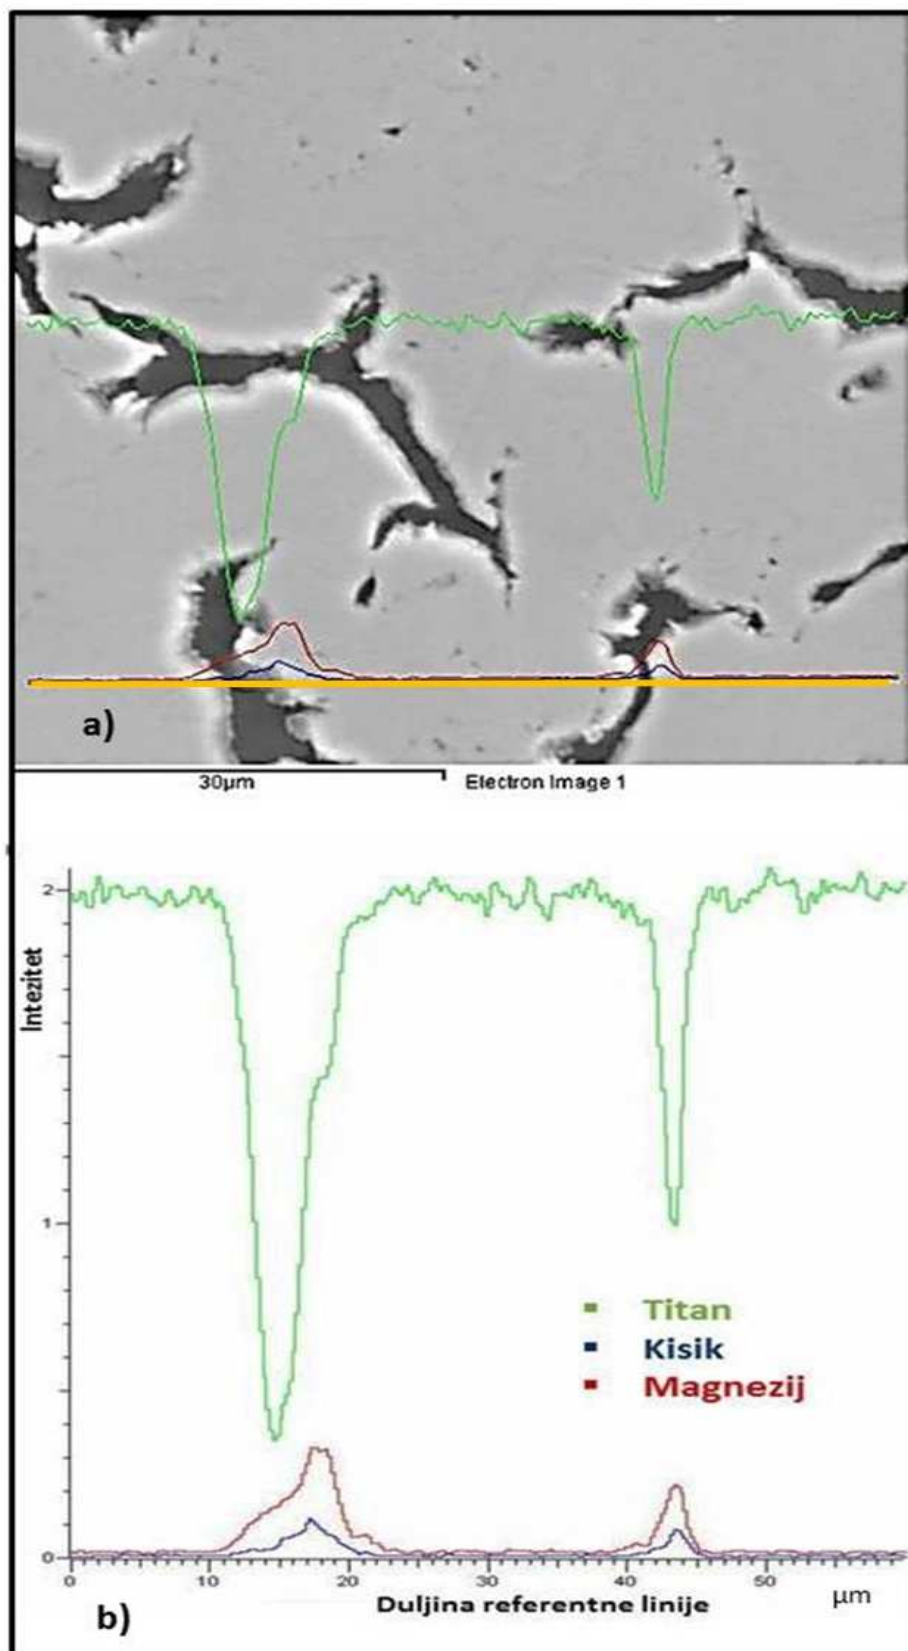 a)
30µm
Electron Image 1
2
Intezitet
1
Titan
Kisik
Magnezij
0
0 10 20 30 40 50 µm
Duljina referentne linije
b)